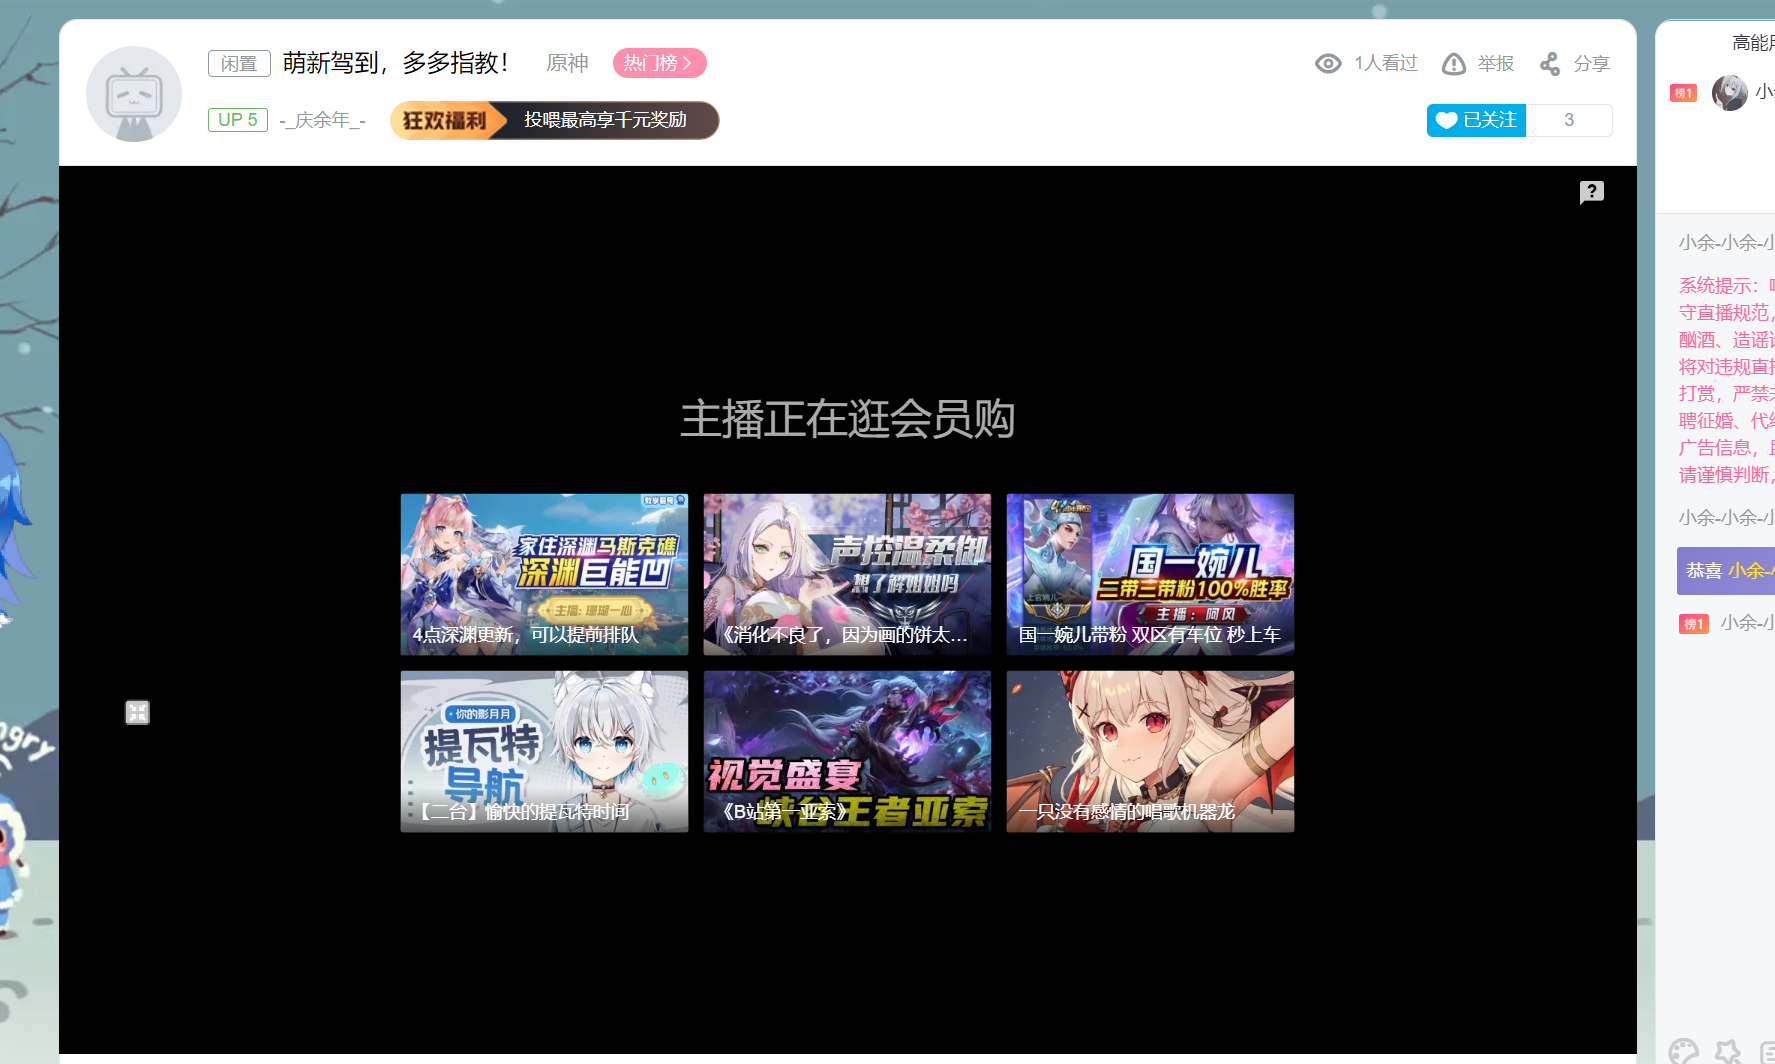 闲置 萌新驾到，多多指教！ 原神 热门榜 1人看过 举报 分享
UP 5 -_庆余年_- 狂欢福利 投喂最高享千元奖励 已关注 3
?
主播正在逛会员购
家住深渊马斯克礁
深渊巨能凹
主播: 珊瑚一心
4点深渊更新，可以提前排队
声控温柔御
想了解姐姐吗
《消化不良了，因为画的饼太...
国一婉儿
三带三带粉100%胜率
主播：阿风
上官婉儿
国一婉儿带粉 双区有车位 秒上车
你的影月月
提瓦特
导航
【二台】愉快的提瓦特时间
视觉盛宴
峡谷王者亚索
《B站第一亚索》
一只没有感情的唱歌机器龙
高能
榜1 小
小余-小余-小
系统提示：
守直播规范，
酗酒、造谣
将对违规直
打赏，严禁
聘征婚、代
广告信息，
请谨慎判断，
小余-小余-小
恭喜 小余-
榜1 小余-小
ngry